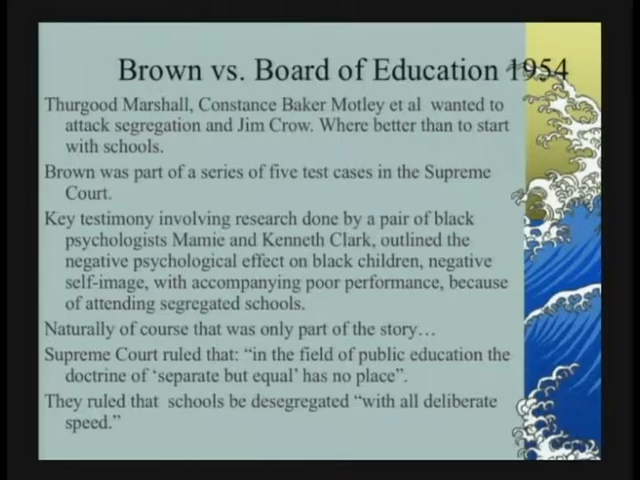 Brown vs. Board of Education 1954
Thurgood Marshall, Constance Baker Motley et al wanted to
attack segregation and Jim Crow. Where better than to start
with schools.
Brown was part of a series of five test cases in the Supreme
Court.
Key testimony involving research done by a pair of black
psychologists Mamie and Kenneth Clark, outlined the
negative psychological effect on black children, negative
self-image, with accompanying poor performance, because
of attending segregated schools.
Naturally of course that was only part of the story…
Supreme Court ruled that: “in the field of public education the
doctrine of ‘separate but equal’ has no place”.
They ruled that schools be desegregated “with all deliberate
speed.”